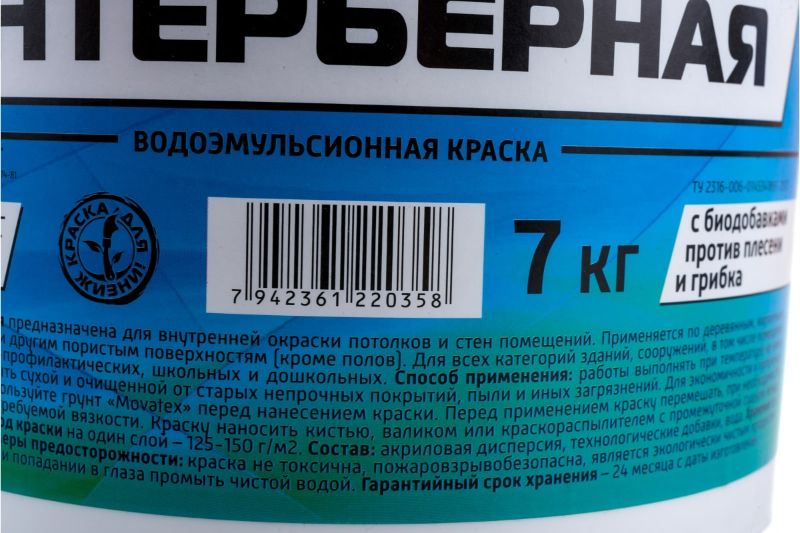 НТЕРЬЕРНАЯ
ВОДОЭМУЛЬСИОННАЯ КРАСКА
ТУ 2316-006-
КРАСКА ДЛЯ ЖИЗНИ!
7 942361 220358
7 кг
с биодобавками
против плесени
и грибка
предназначена для внутренней окраски потолков и стен помещений. Применяется по деревянным,
и другим пористым поверхностям (кроме полов). Для всех категорий зданий, сооружений, в том числе
профилактических, школьных и дошкольных. Способ применения: работы выполнять при температуре
ть сухой и очищенной от старых непрочных покрытий, пыли и иных загрязнений. Для экономичности
ользуйте грунт «Movatex» перед нанесением краски. Перед применением краску перемешать, при
требуемой вязкости. Краску наносить кистью, валиком или краскораспылителем с промежуточной
од краски на один слой – 125-150 г/м2. Состав: акриловая дисперсия, технологические добавки, вода.
еры предосторожности: краска не токсична, пожаровзрывобезопасна, является экологически чистым
и попадании в глаза промыть чистой водой. Гарантийный срок хранения – 24 месяца с даты изготовления